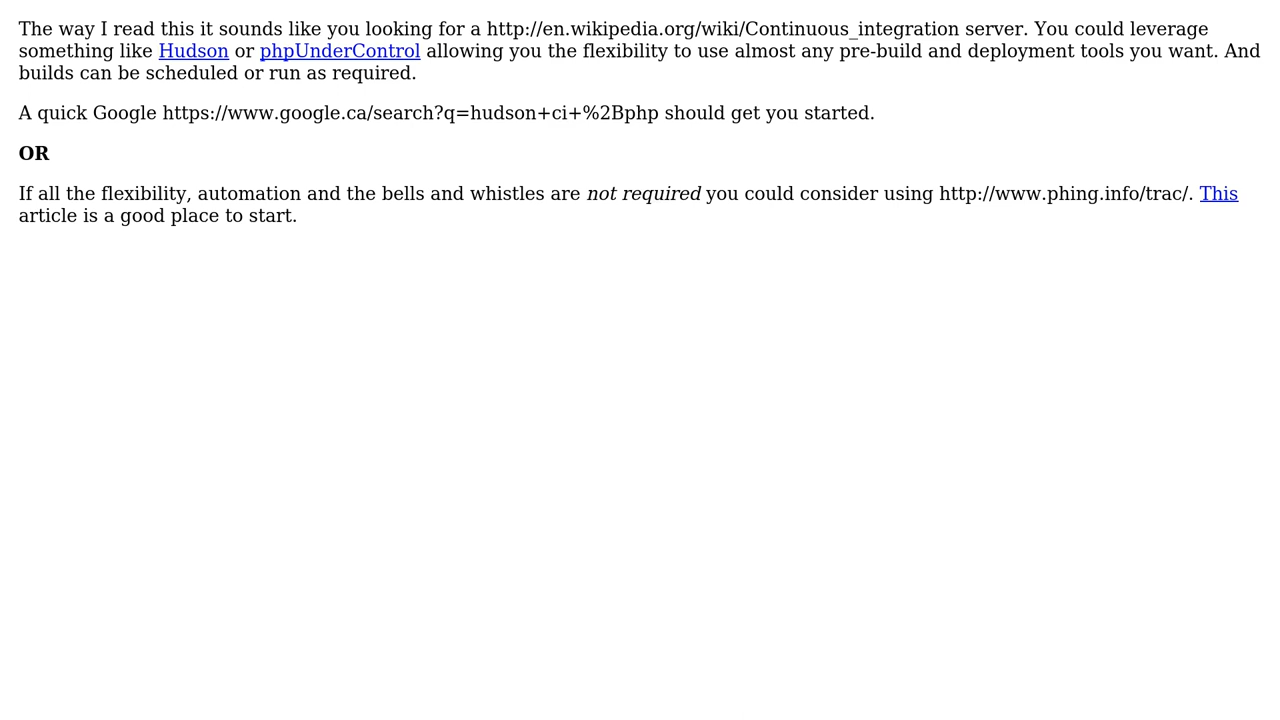 The way I read this it sounds like you looking for a http://en.wikipedia.org/wiki/Continuous_integration server. You could leverage
something like Hudson or phpUnderControl allowing you the flexibility to use almost any pre-build and deployment tools you want. And
builds can be scheduled or run as required.
A quick Google https://www.google.ca/search?q=hudson+ci+%2Bphp should get you started.
OR
If all the flexibility, automation and the bells and whistles are not required you could consider using http://www.phing.info/trac/. This
article is a good place to start.